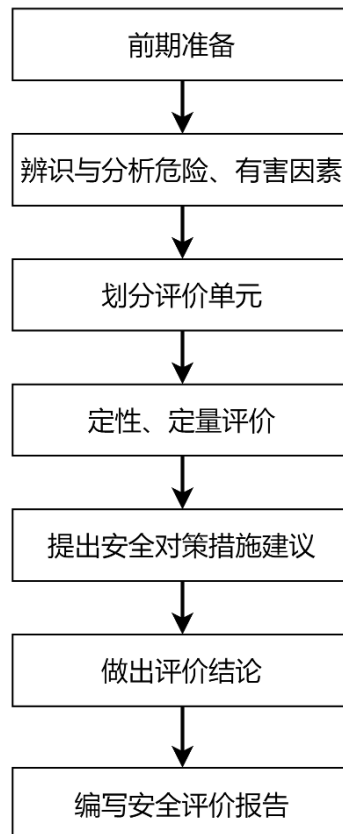 前期准备
辨识与分析危险、有害因素
划分评价单元
定性、定量评价
提出安全对策措施建议
做出评价结论
编写安全评价报告